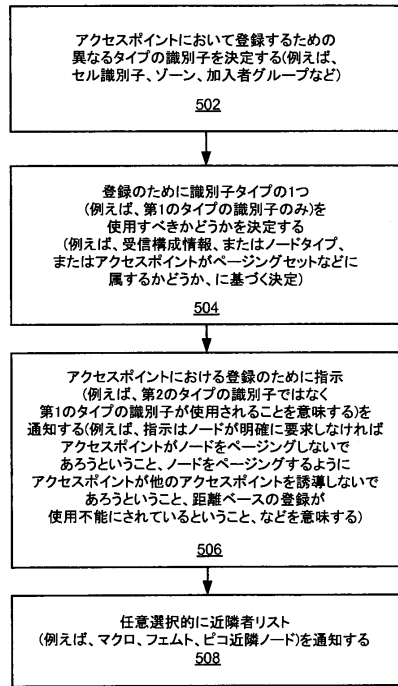 アクセスポイントにおいて登録するための
異なるタイプの識別子を決定する(例えば、
セル識別子、ゾーン、加入者グループなど)
502
登録のために識別子タイプの1つ
(例えば、第1のタイプの識別子のみ)を
使用すべきかどうかを決定する
(例えば、受信構成情報、またはノードタイプ、
またはアクセスポイントがページングセットなどに
属するかどうか、に基づく決定)
504
アクセスポイントにおける登録のために指示
(例えば、第2のタイプの識別子ではなく
第1のタイプの識別子が使用されることを意味する)を
通知する(例えば、指示はノードが明確に要求しなければ
アクセスポイントがノードをページングしないで
あろうということ、ノードをページングするように
アクセスポイントが他のアクセスポイントを誘導しないで
あろうということ、距離ベースの登録が
使用不能にされているということ、などを意味する)
506
任意選択的に近隣者リスト
(例えば、マクロ、フェムト、ピコ近隣ノード)を通知する
508